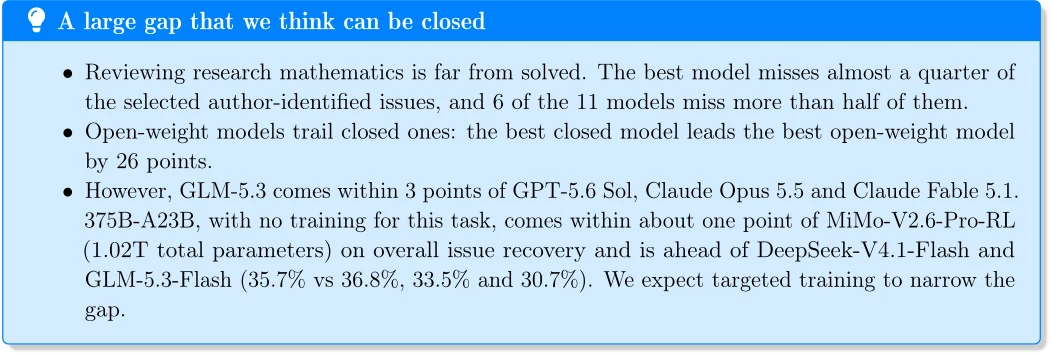 A large gap that we think can be closed
• Reviewing research mathematics is far from solved. The best model misses almost a quarter of
the selected author-identified issues, and 6 of the 11 models miss more than half of them.
• Open-weight models trail closed ones: the best closed model leads the best open-weight model
by 26 points.
• However, GLM-5.3 comes within 3 points of GPT-5.6 Sol, Claude Opus 5.5 and Claude Fable 5.1.
375B-A23B, with no training for this task, comes within about one point of MiMo-V2.6-Pro-RL
(1.02T total parameters) on overall issue recovery and is ahead of DeepSeek-V4.1-Flash and
GLM-5.3-Flash (35.7% vs 36.8%, 33.5% and 30.7%). We expect targeted training to narrow the
gap.